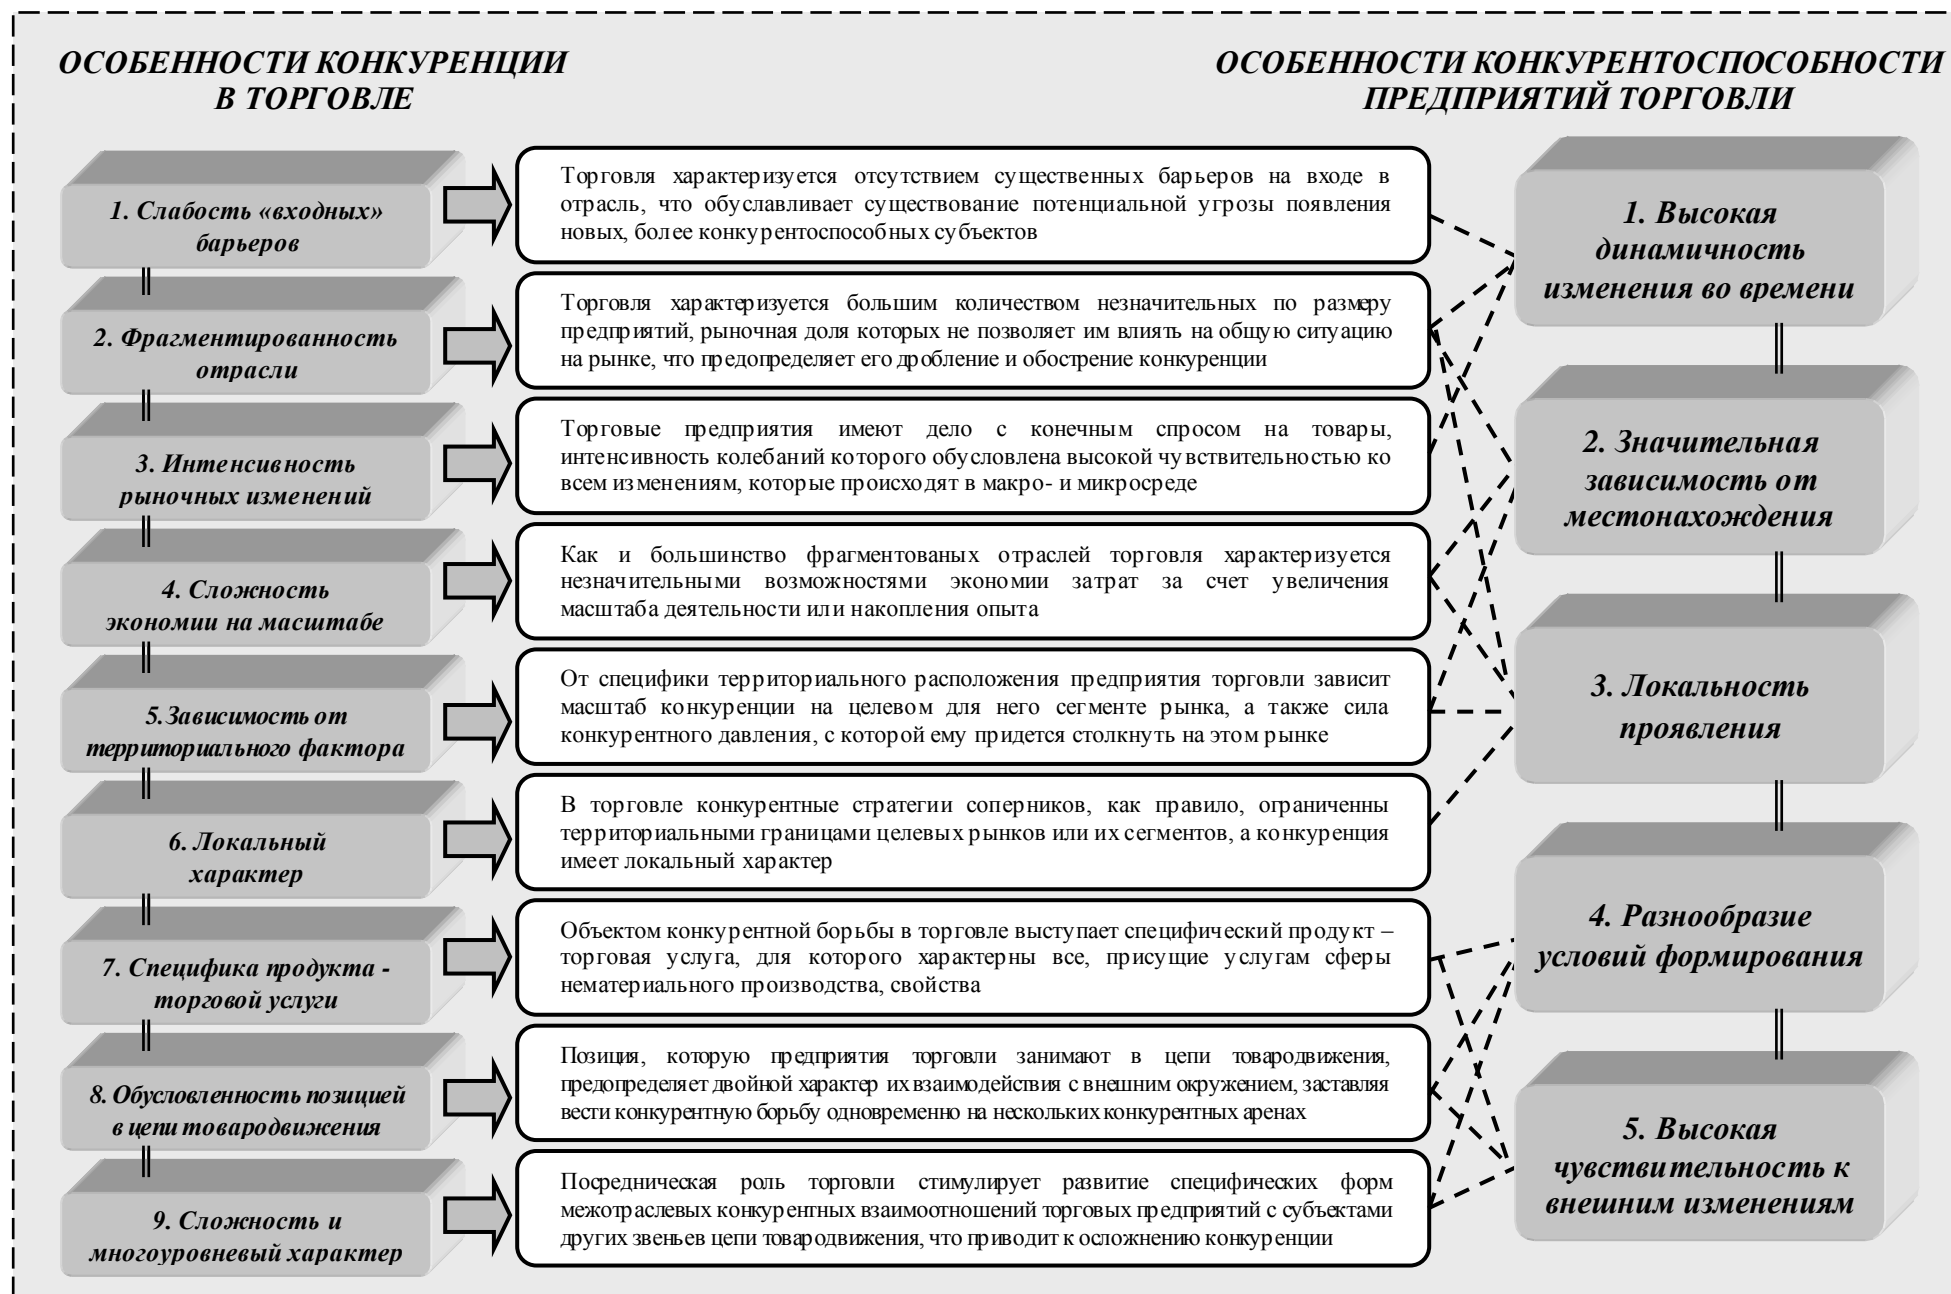 ОСОБЕННОСТИ КОНКУРЕНЦИИ
В ТОРГОВЛЕ
ОСОБЕННОСТИ КОНКУРЕНТОСПОСОБНОСТИ
ПРЕДПРИЯТИЙ ТОРГОВЛИ
1. Слабость «входных»
барьеров
Торговля характеризуется отсутствием существенных барьеров на входе в
отрасль, что обуславливает существование потенциальной угрозы появления
новых, более конкурентоспособных субъектов
2. Фрагментированность
отрасли
Торговля характеризуется большим количеством незначительных по размеру
предприятий, рыночная доля которых не позволяет им влиять на общую ситуацию
на рынке, что предопределяет его дробление и обострение конкуренции
3. Интенсивность
рыночных изменений
Торговые предприятия имеют дело с конечным спросом на товары,
интенсивность колебаний которого обусловлена высокой чувствительностью ко
всем изменениям, которые происходят в макро- и микросреде
4. Сложность
экономии на масштабе
Как и большинство фрагментованых отраслей торговля характеризуется
незначительными возможностями экономии затрат за счет увеличения
масштаба деятельности или накопления опыта
5. Зависимость от
территориального фактора
От специфики территориального расположения предприятия торговли зависит
масштаб конкуренции на целевом для него сегменте рынка, а также сила
конкурентного давления, с которой ему придется столкнуть на этом рынке
6. Локальный
характер
В торговле конкурентные стратегии соперников, как правило, ограниченны
территориальными границами целевых рынков или их сегментов, а конкуренция
имеет локальный характер
7. Специфика продукта -
торговой услуги
Объектом конкурентной борьбы в торговле выступает специфический продукт –
торговая услуга, для которого характерны все, присущие услугам сферы
нематериального производства, свойства
8. Обусловленность позицией
в цепи товародвижения
Позиция, которую предприятия торговли занимают в цепи товародвижения,
предопределяет двойной характер их взаимодействия с внешним окружением, заставляя
вести конкурентную борьбу одновременно на нескольких конкурентных аренах
9. Сложность и
многоуровневый характер
Посредническая роль торговли стимулирует развитие специфических форм
межотраслевых конкурентных взаимоотношений торговых предприятий с субъектами
других звеньев цепи товародвижения, что приводит к осложнению конкуренции
1. Высокая
динамичность
изменения во времени
2. Значительная
зависимость от
местонахождения
3. Локальность
проявления
4. Разнообразие
условий формирования
5. Высокая
чувствительность к
внешним изменениям